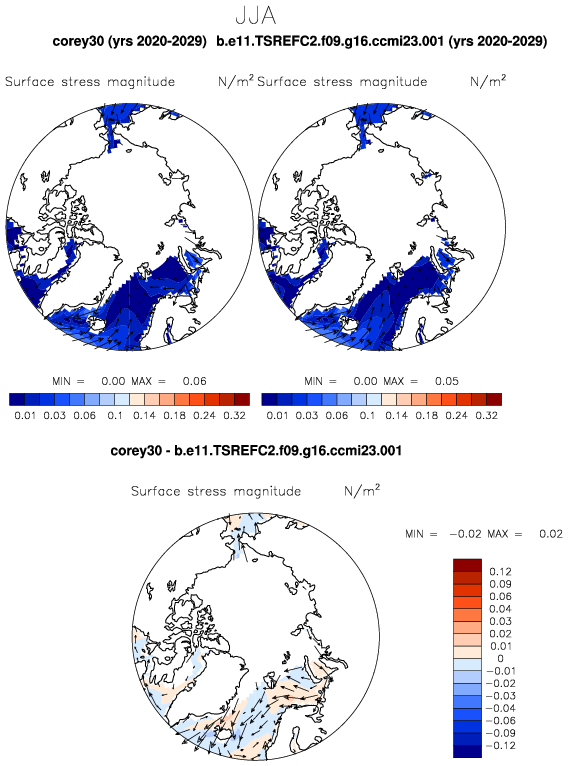 JJA
corey30 (yrs 2020-2029) b.e11.TSREFC2.f09.g16.ccmi23.001 (yrs 2020-2029)
Surface stress magnitude N/m² Surface stress magnitude N/m²
MIN = 0.00 MAX = 0.06 MIN = 0.00 MAX = 0.05
0.01 0.03 0.06 0.1 0.14 0.18 0.24 0.32 0.01 0.03 0.06 0.1 0.14 0.18 0.24 0.32
corey30 - b.e11.TSREFC2.f09.g16.ccmi23.001
Surface stress magnitude N/m²
MIN = -0.02 MAX = 0.02
0.12
0.09
0.06
0.04
0.03
0.02
0.01
0
-0.01
-0.02
-0.03
-0.04
-0.06
-0.09
-0.12